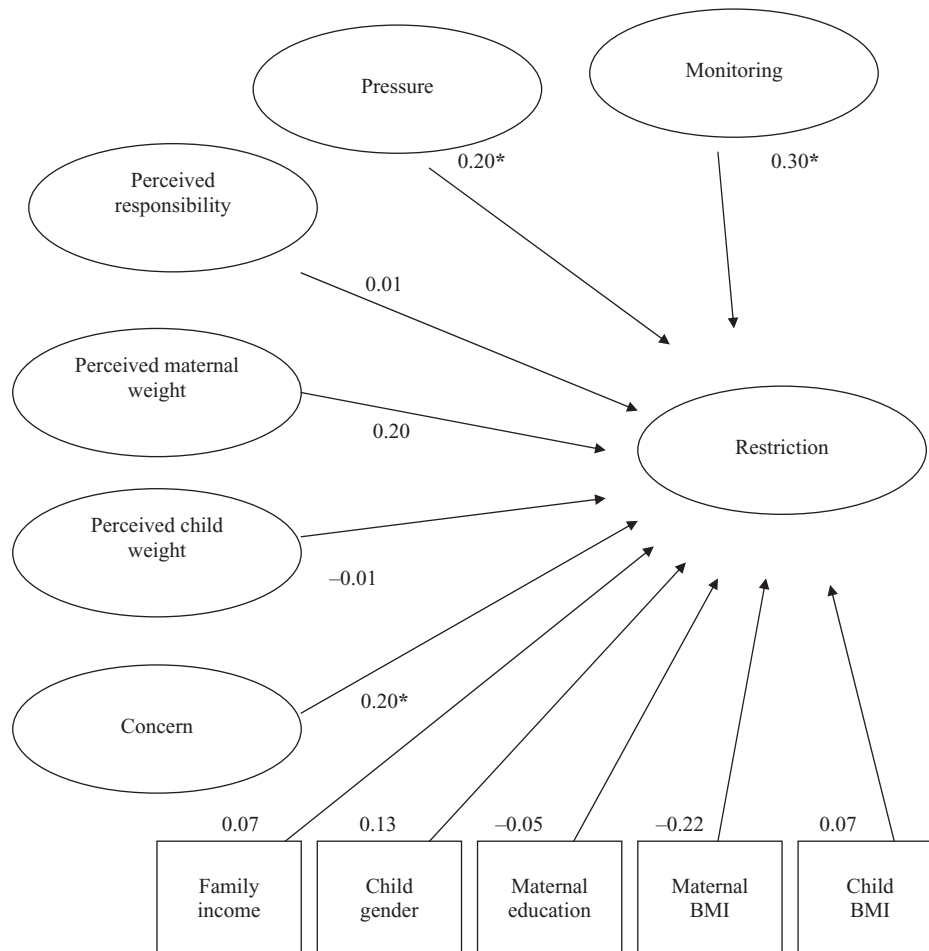 Monitoring
Pressure
0.20*
0.30*
Perceived
responsibility
0.01
Perceived maternal
weight
0.20
Restriction
Perceived child
weight
–0.01
Concern
0.20*
0.07
0.13
–0.05
–0.22
0.07
Family
income
Child
gender
Maternal
education
Maternal
BMI
Child
BMI